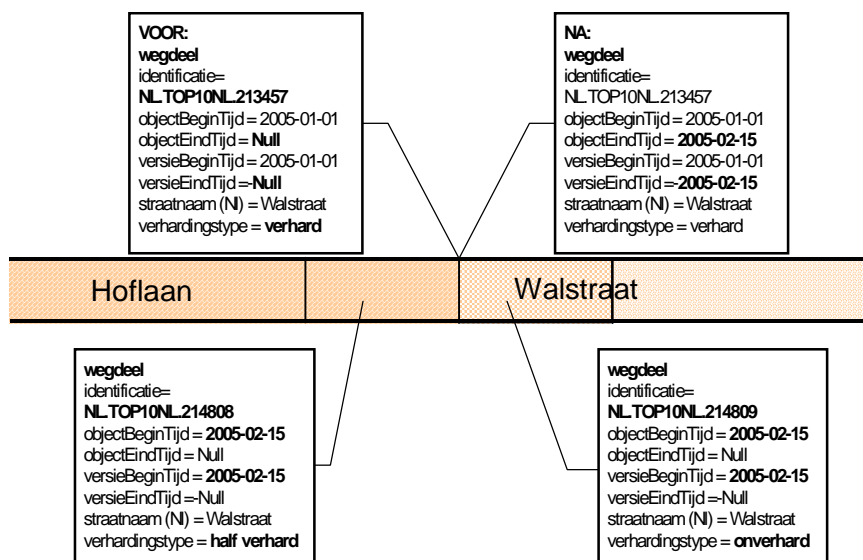 VOOR:
wegdeel
identificatie=
NL.TOP10NL.213457
objectBeginTijd = 2005-01-01
objectEindTijd = Null
versieBeginTijd = 2005-01-01
versieEindTijd =-Null
straatnaam (Nl) = Walstraat
verhardingstype = verhard
NA:
wegdeel
identificatie=
NL.TOP10NL.213457
objectBeginTijd = 2005-01-01
objectEindTijd = 2005-02-15
versieBeginTijd = 2005-01-01
versieEindTijd =-2005-02-15
straatnaam (Nl) = Walstraat
verhardingstype = verhard
Hoflaan
Walstraat
wegdeel
identificatie=
NL.TOP10NL.214808
objectBeginTijd = 2005-02-15
objectEindTijd = Null
versieBeginTijd = 2005-02-15
versieEindTijd =-Null
straatnaam (Nl) = Walstraat
verhardingstype = half verhard
wegdeel
identificatie=
NL.TOP10NL.214809
objectBeginTijd = 2005-02-15
objectEindTijd = Null
versieBeginTijd = 2005-02-15
versieEindTijd =-Null
straatnaam (Nl) = Walstraat
verhardingstype = onverhard